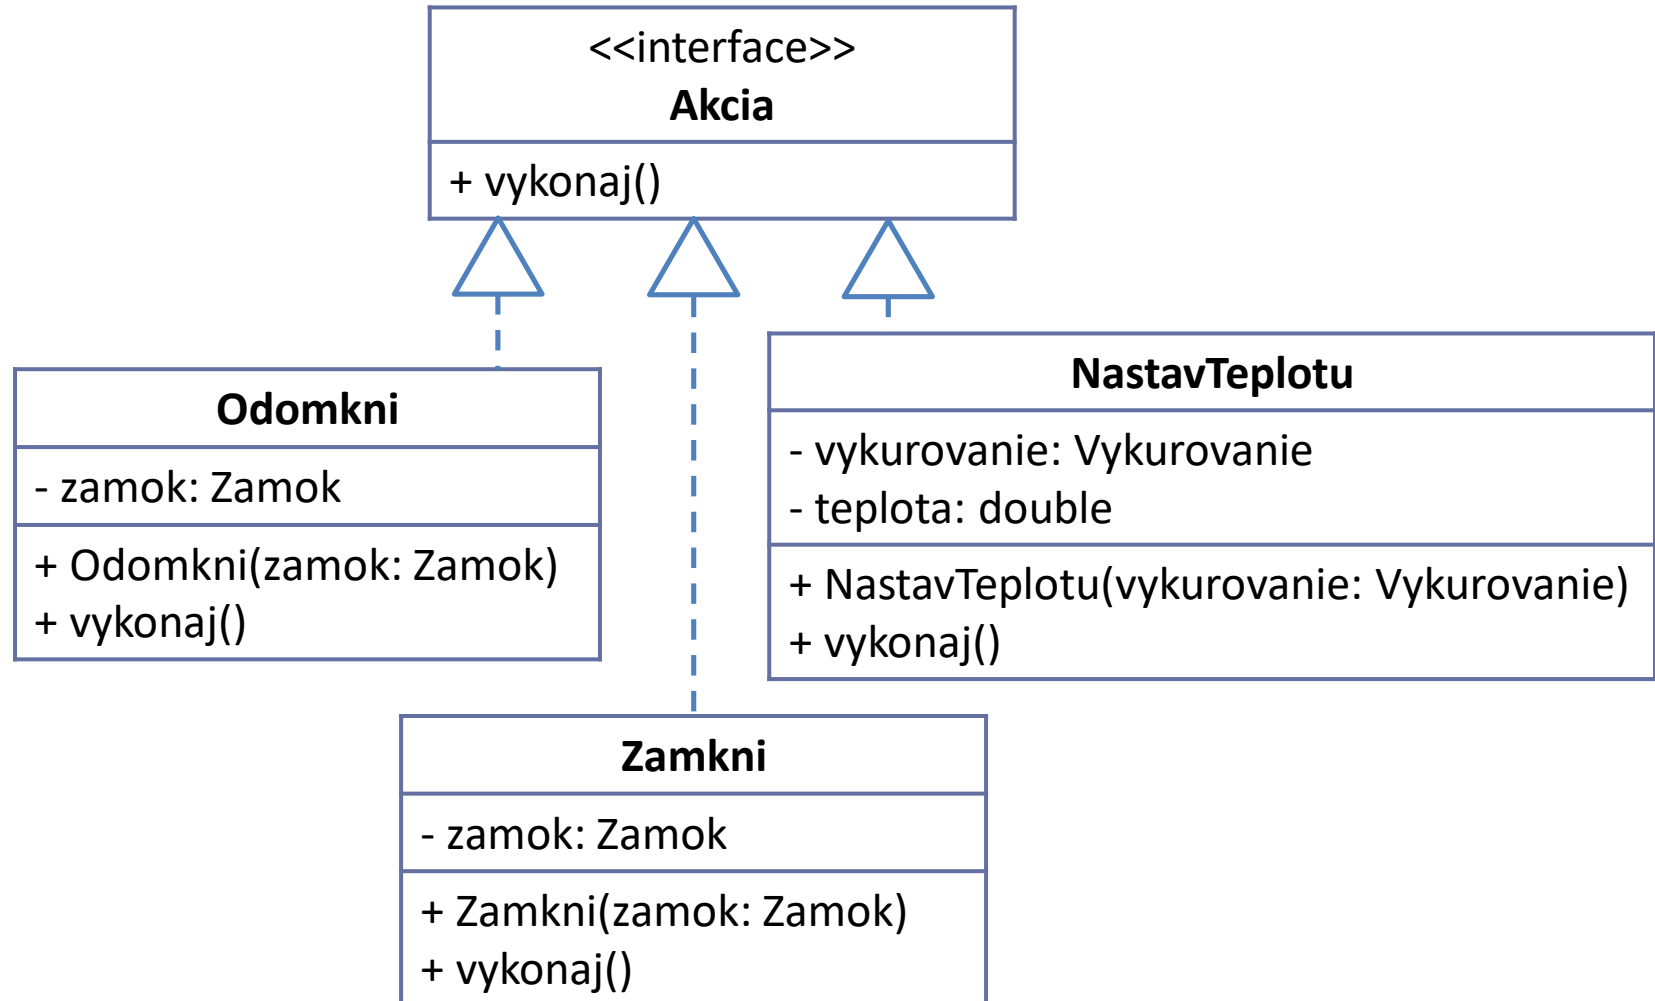 <<interface>>
Akcia
+ vykonaj()
Odomkni
- zamok: Zamok
+ Odomkni(zamok: Zamok)
+ vykonaj()
NastavTeplotu
- vykurovanie: Vykurovanie
- teplota: double
+ NastavTeplotu(vykurovanie: Vykurovanie)
+ vykonaj()
Zamkni
- zamok: Zamok
+ Zamkni(zamok: Zamok)
+ vykonaj()